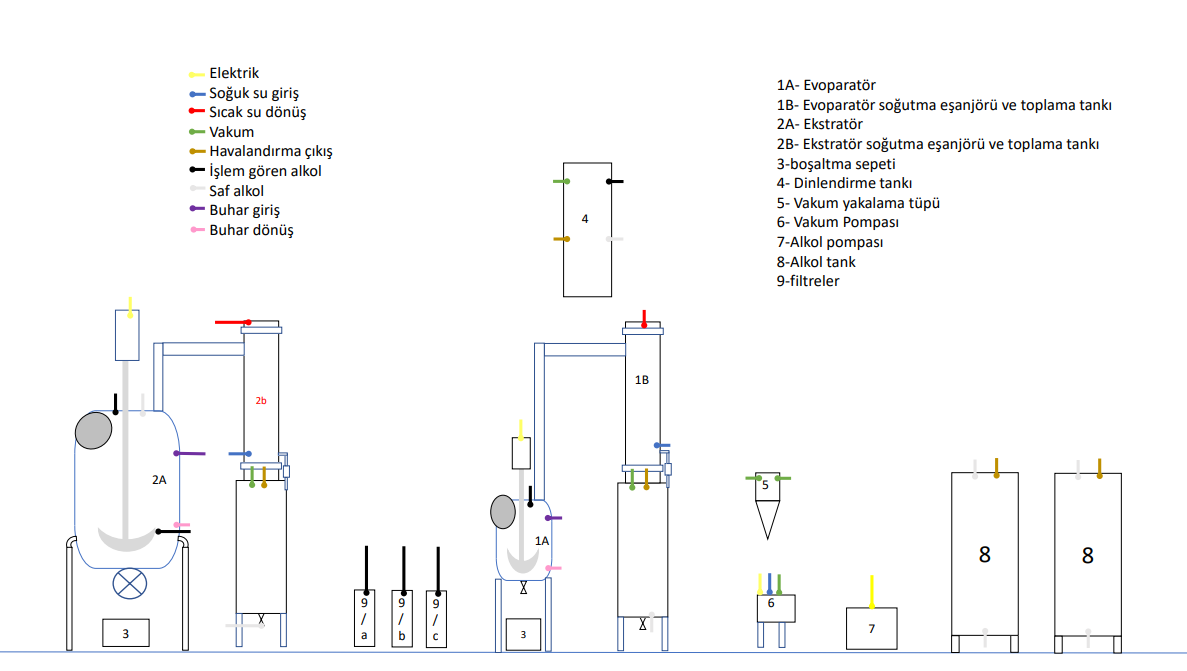 Elektrik
Soğuk su giriş
Sıcak su dönüş
Vakum
Havalandırma çıkış
İşlem gören alkol
Saf alkol
Buhar giriş
Buhar dönüş
1A- Evoparatör
1B- Evoparatör soğutma eşanjörü ve toplama tankı
2A- Ekstratör
2B- Ekstratör soğutma eşanjörü ve toplama tankı
3-boşaltma sepeti
4- Dinlendirme tankı
5- Vakum yakalama tüpü
6- Vakum Pompası
7-Alkol pompası
8-Alkol tank
9-filtreler
4
1B
2b
2A
5
1A
8
8
9
/
a
9
/
b
9
/
c
6
3
3
7